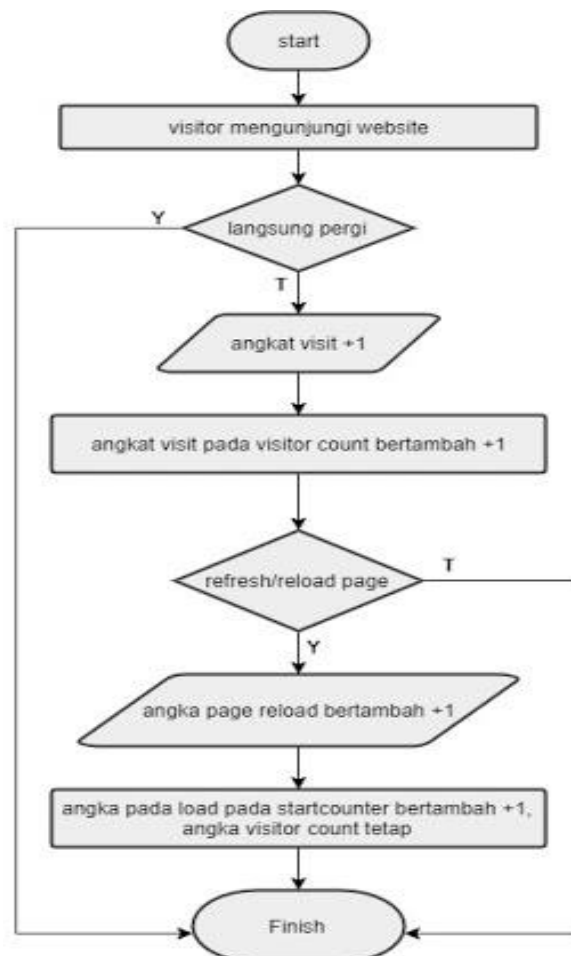 start
visitor mengunjungi website
Y
langsung pergi
T
angkat visit +1
angkat visit pada visitor count bertambah +1
refresh/reload page
T
Y
angka page reload bertambah +1
angka pada load pada startcounter bertambah +1,
angka visitor count tetap
Finish